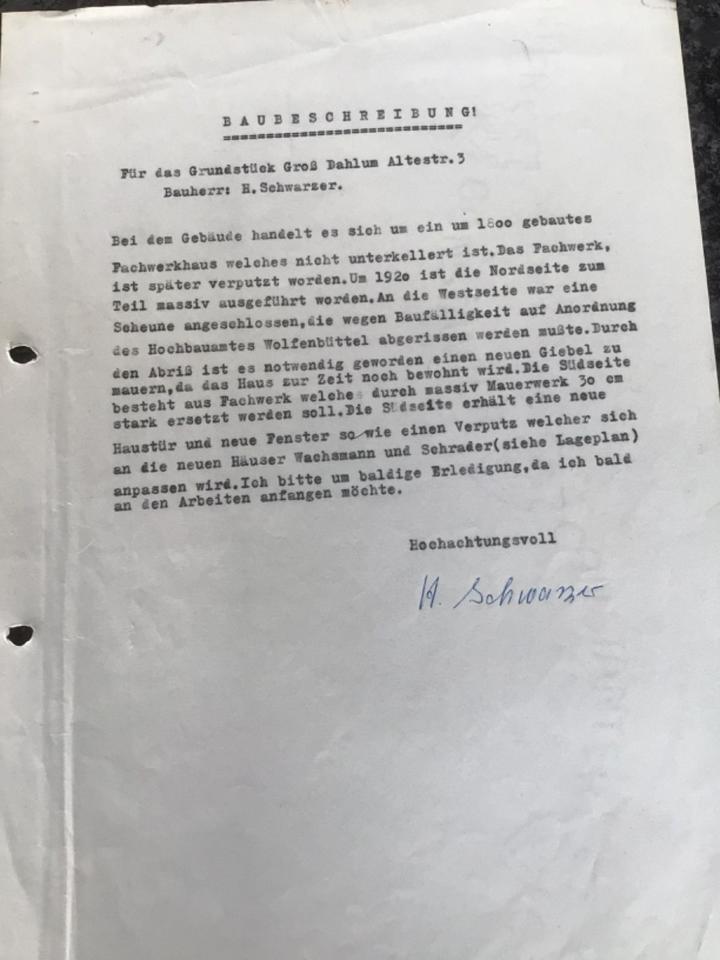 B A U B E S C H R E I B U N G!
Für das Grundstück Groß Dahlum Altestr.3
Bauherr: H.Schwarzer.
Bei dem Gebäude handelt es sich um ein um 18oo gebautes
Fachwerkhaus welches nicht unterkellert ist.Das Fachwerk,
ist später verputzt worden.Um 192o ist die Nordseite zum
Teil massiv ausgeführt worden.An die Westseite war eine
Scheune angeschlossen,die wegen Baufälligkeit auf Anordnung
des Hochbauamtes Wolfenbüttel abgerissen werden mußte.Durch
den Abriß ist es notwendig geworden einen neuen Giebel zu
mauern,da das Haus zur Zeit noch bewohnt wird.Die Südseite
besteht aus Fachwerk welches durch massiv Mauerwerk 3o cm
stark ersetzt werden soll.Die Südseite erhält eine neue
Haustür und neue Fenster so wie einen Verputz welcher sich
an die neuen Häuser Wachsmann und Schrader(siehe Lageplan)
anpassen wird.Ich bitte um baldige Erledigung,da ich bald
an den Arbeiten anfangen möchte.
Hochachtungsvoll
H. Schwarzer